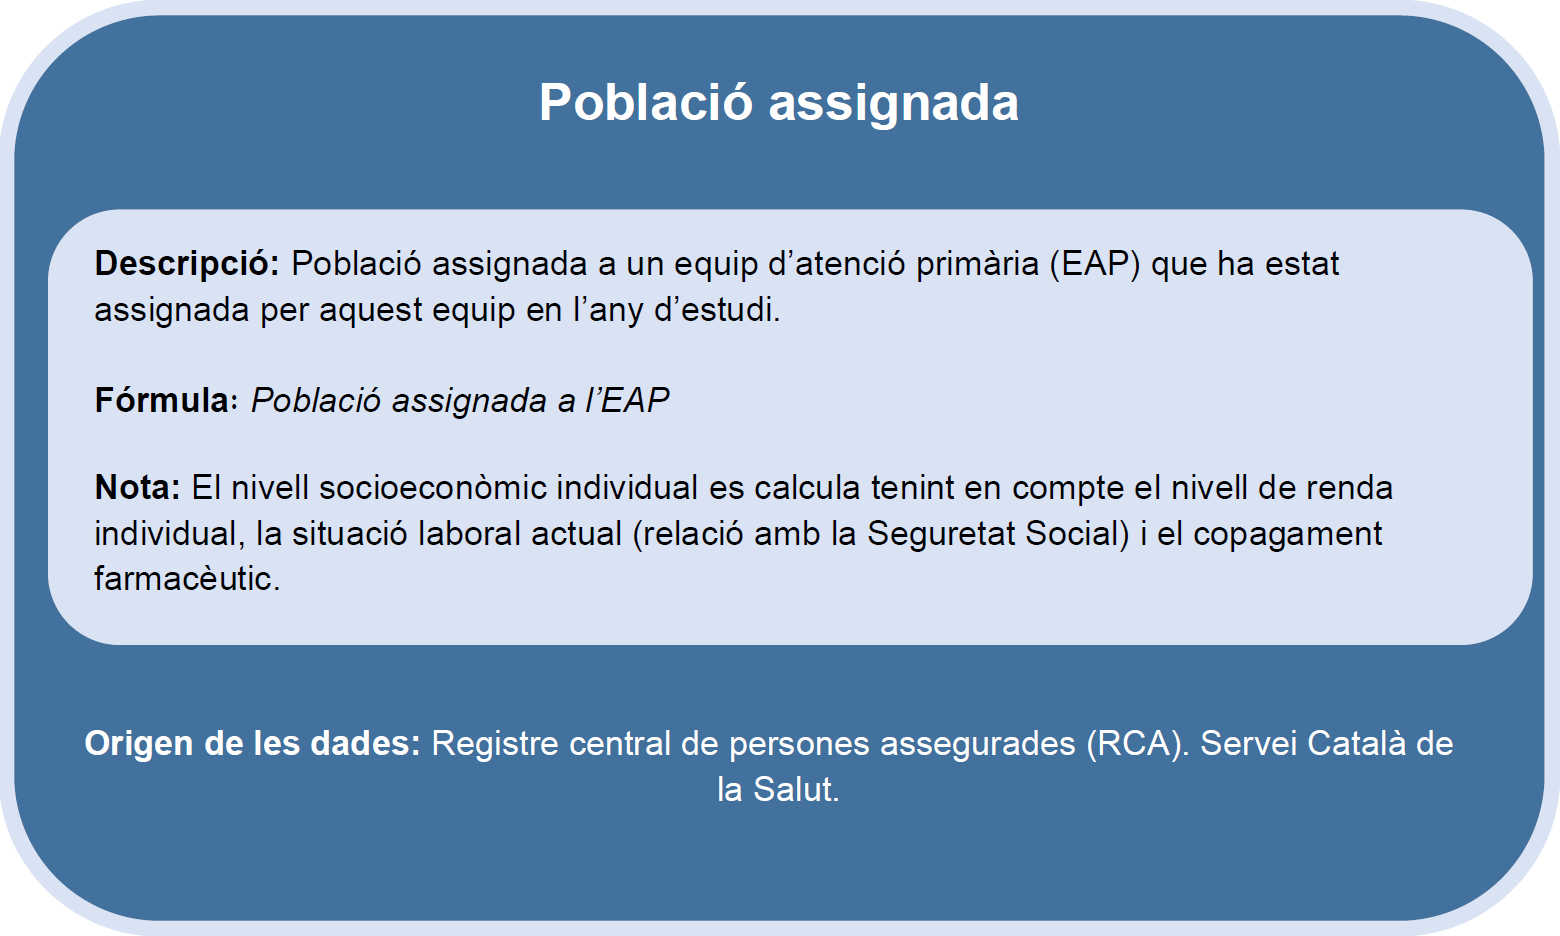 Població assignada
Descripció: Població assignada a un equip d’atenció primària (EAP) que ha estat
assignada per aquest equip en l’any d’estudi.
Fórmula: Població assignada a l’EAP
Nota: El nivell socioeconòmic individual es calcula tenint en compte el nivell de renda
individual, la situació laboral actual (relació amb la Seguretat Social) i el copagament
farmacèutic.
Origen de les dades: Registre central de persones assegurades (RCA). Servei Català de
la Salut.